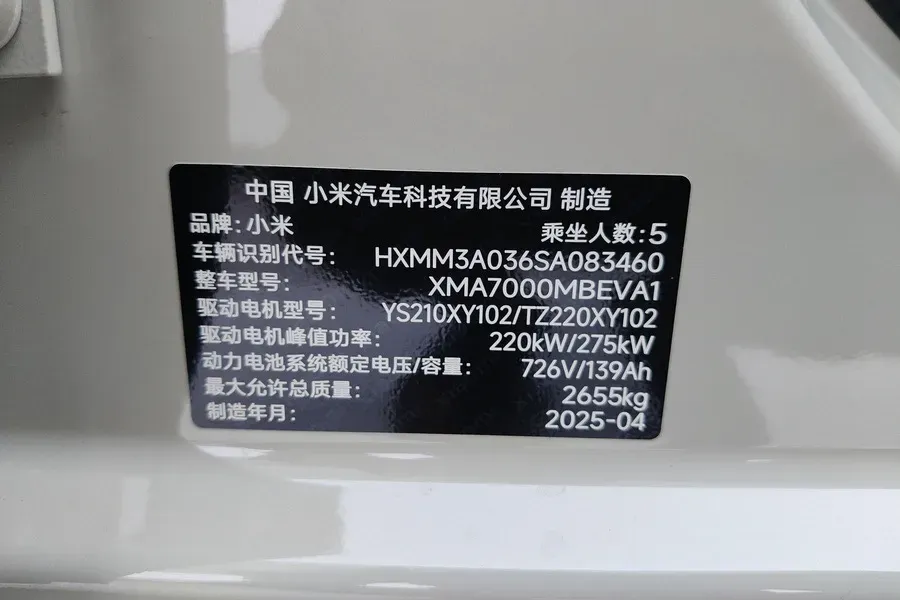 中国 小米汽车科技有限公司 制造
品牌:小米 乘坐人数:5
车辆识别代号: HXMM3A036SA083460
整车型号: XMA7000MBEVA1
驱动电机型号: YS210XY102/TZ220XY102
驱动电机峰值功率: 220kW/275kW
动力电池系统额定电压/容量: 726V/139Ah
最大允许总质量: 2655kg
制造年月: 2025-04